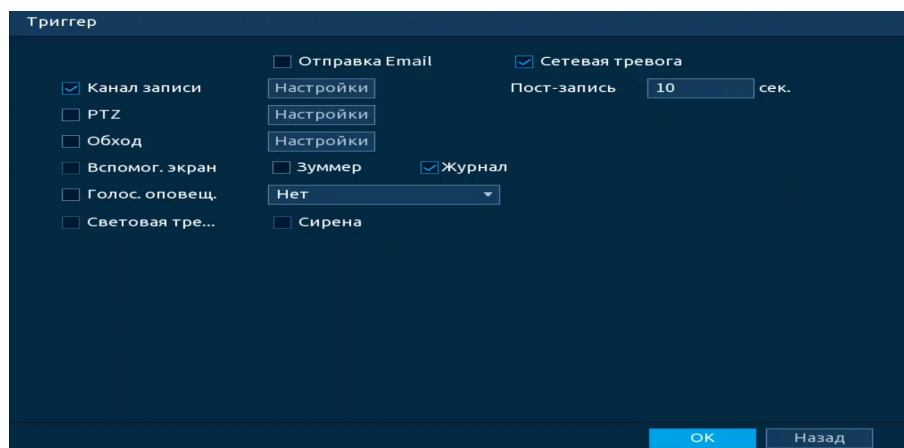 Триггер
Отправка Email Сетевая тревога
Канал записи Настройки Пост-запись 10 сек.
PTZ Настройки
Обход Настройки
Вспомог. экран Зуммер Журнал
Голос. оповещ. Нет
Световая тре... Сирена
OK Назад